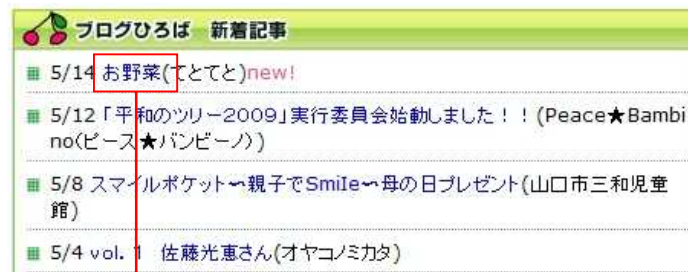 ブログひろば 新着記事
5/14 お野菜(てとてと)new!
5/12 「平和のツリー2009」実行委員会始動しました!!(Peace★Bambi
no(ピース★バンビーノ))
5/8 スマイルポケット〜親子でSmile〜母の日プレゼント(山口市三和児童
館)
5/4 vol. 1 佐藤光恵さん(オヤコノミカタ)